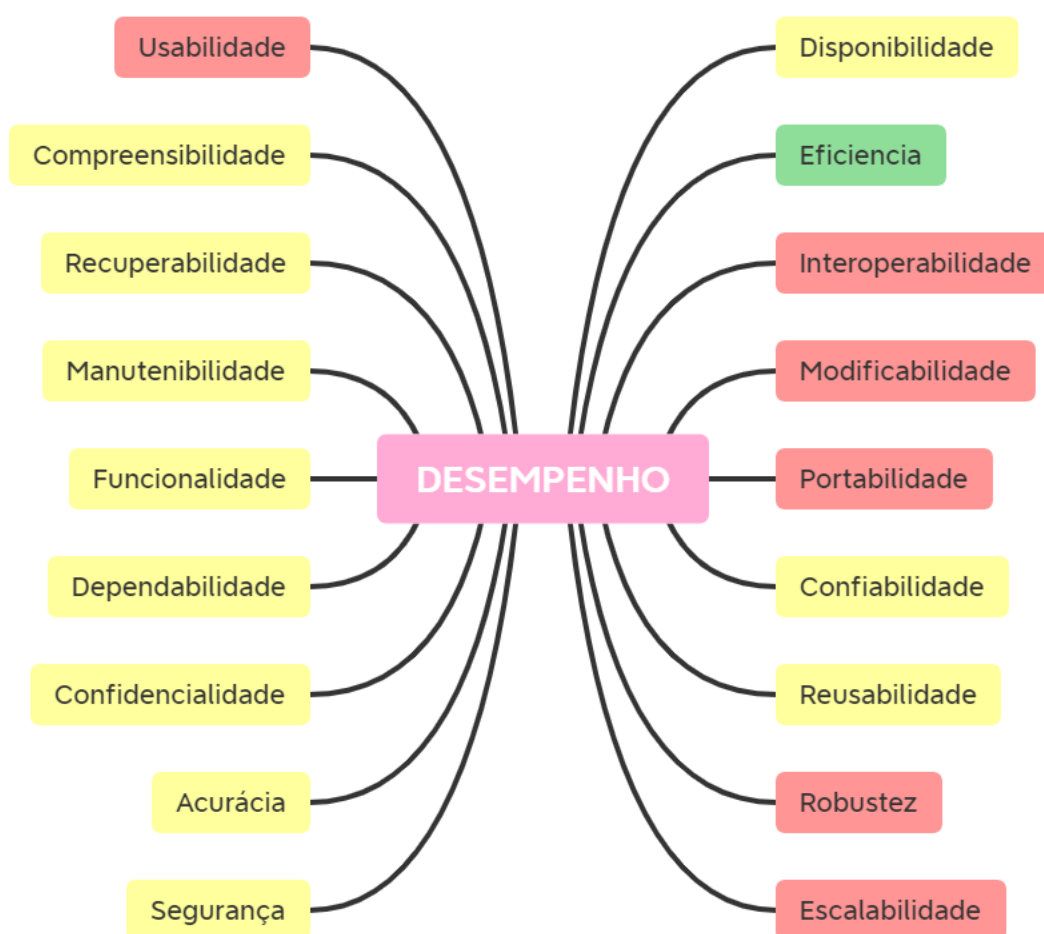 Usabilidade
Compreensibilidade
Recuperabilidade
Manutenibilidade
Funcionalidade
Dependabilidade
Confidencialidade
Acurácia
Segurança
DESEMPENHO
Disponibilidade
Eficiencia
Interoperabilidade
Modificabilidade
Portabilidade
Confiabilidade
Reusabilidade
Robustez
Escalabilidade